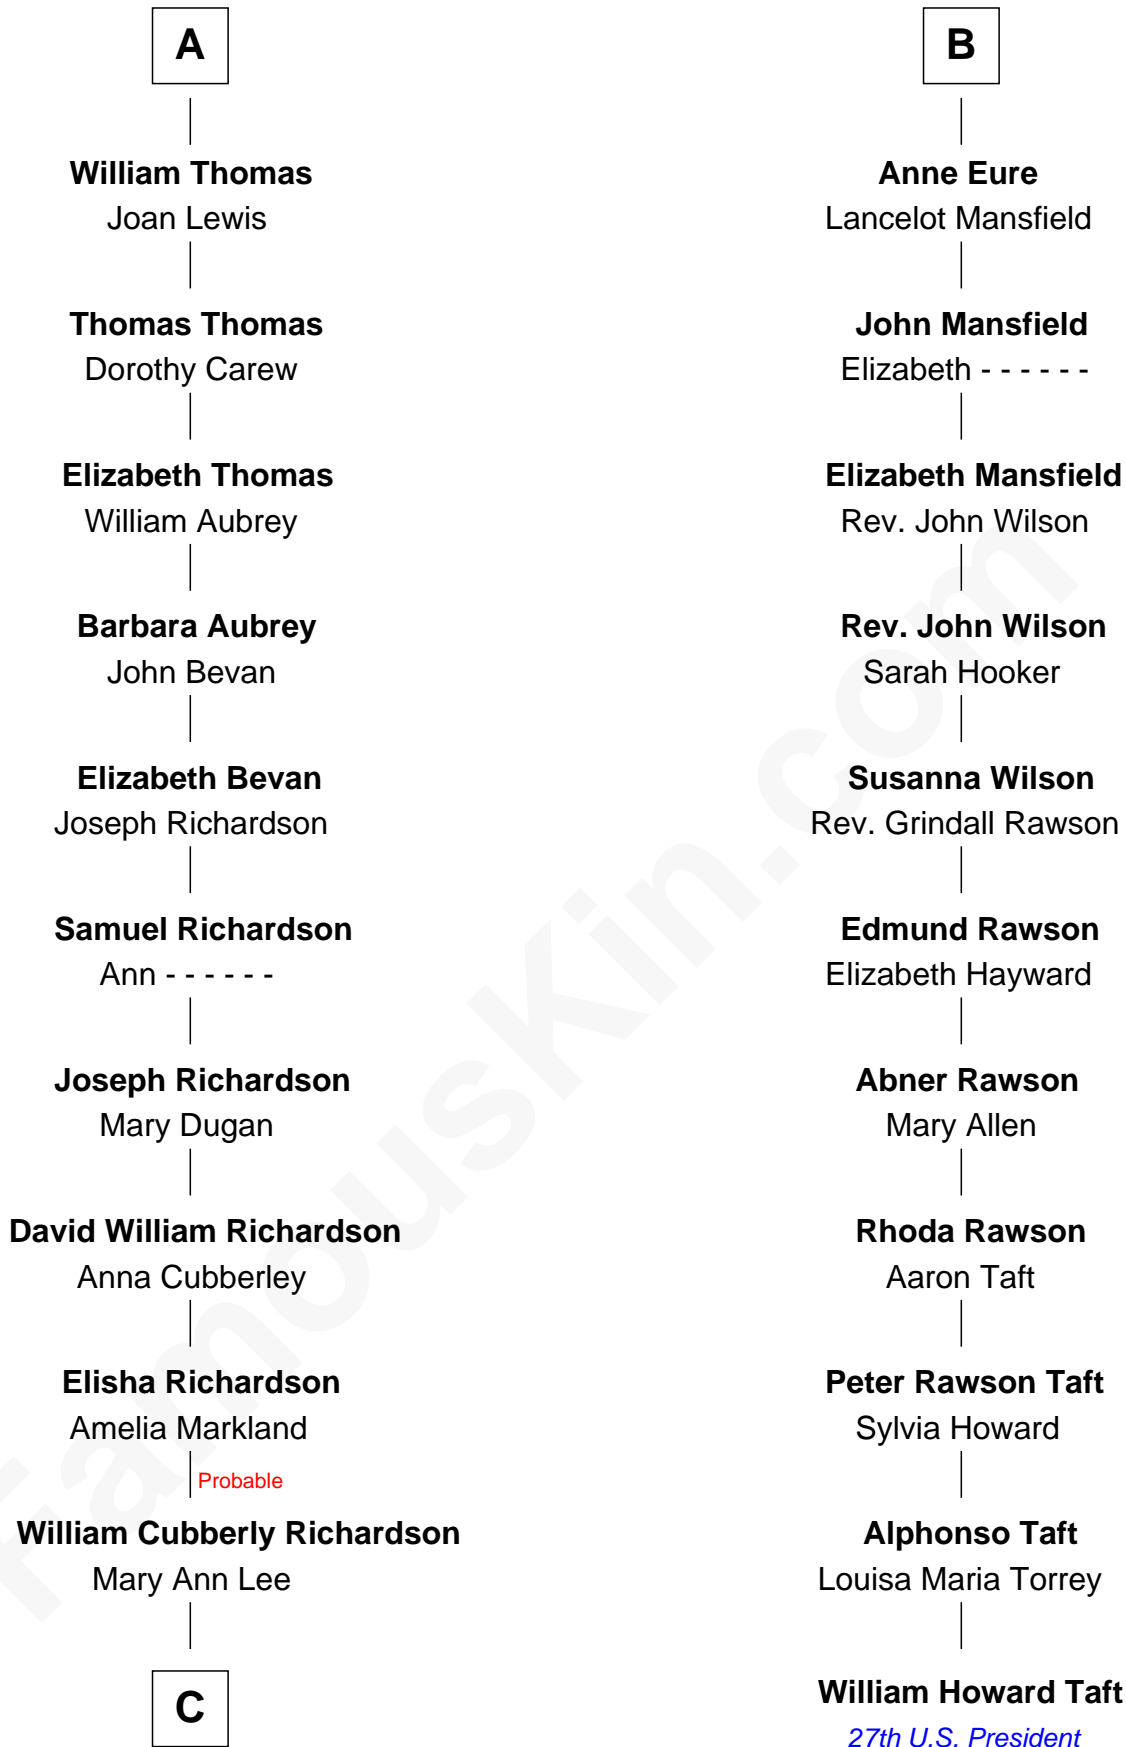 A
William Thomas
Joan Lewis
Thomas Thomas
Dorothy Carew
Elizabeth Thomas
William Aubrey
Barbara Aubrey
John Bevan
Elizabeth Bevan
Joseph Richardson
Samuel Richardson
Ann - - - - - -
Joseph Richardson
Mary Dugan
David William Richardson
Anna Cubberley
Elisha Richardson
Amelia Markland
Probable
William Cubberly Richardson
Mary Ann Lee
C
B
Anne Eure
Lancelot Mansfield
John Mansfield
Elizabeth - - - - - -
Elizabeth Mansfield
Rev. John Wilson
Rev. John Wilson
Sarah Hooker
Susanna Wilson
Rev. Grindall Rawson
Edmund Rawson
Elizabeth Hayward
Abner Rawson
Mary Allen
Rhoda Rawson
Aaron Taft
Peter Rawson Taft
Sylvia Howard
Alphonso Taft
Louisa Maria Torrey
William Howard Taft
27th U.S. President
FamousKin.com